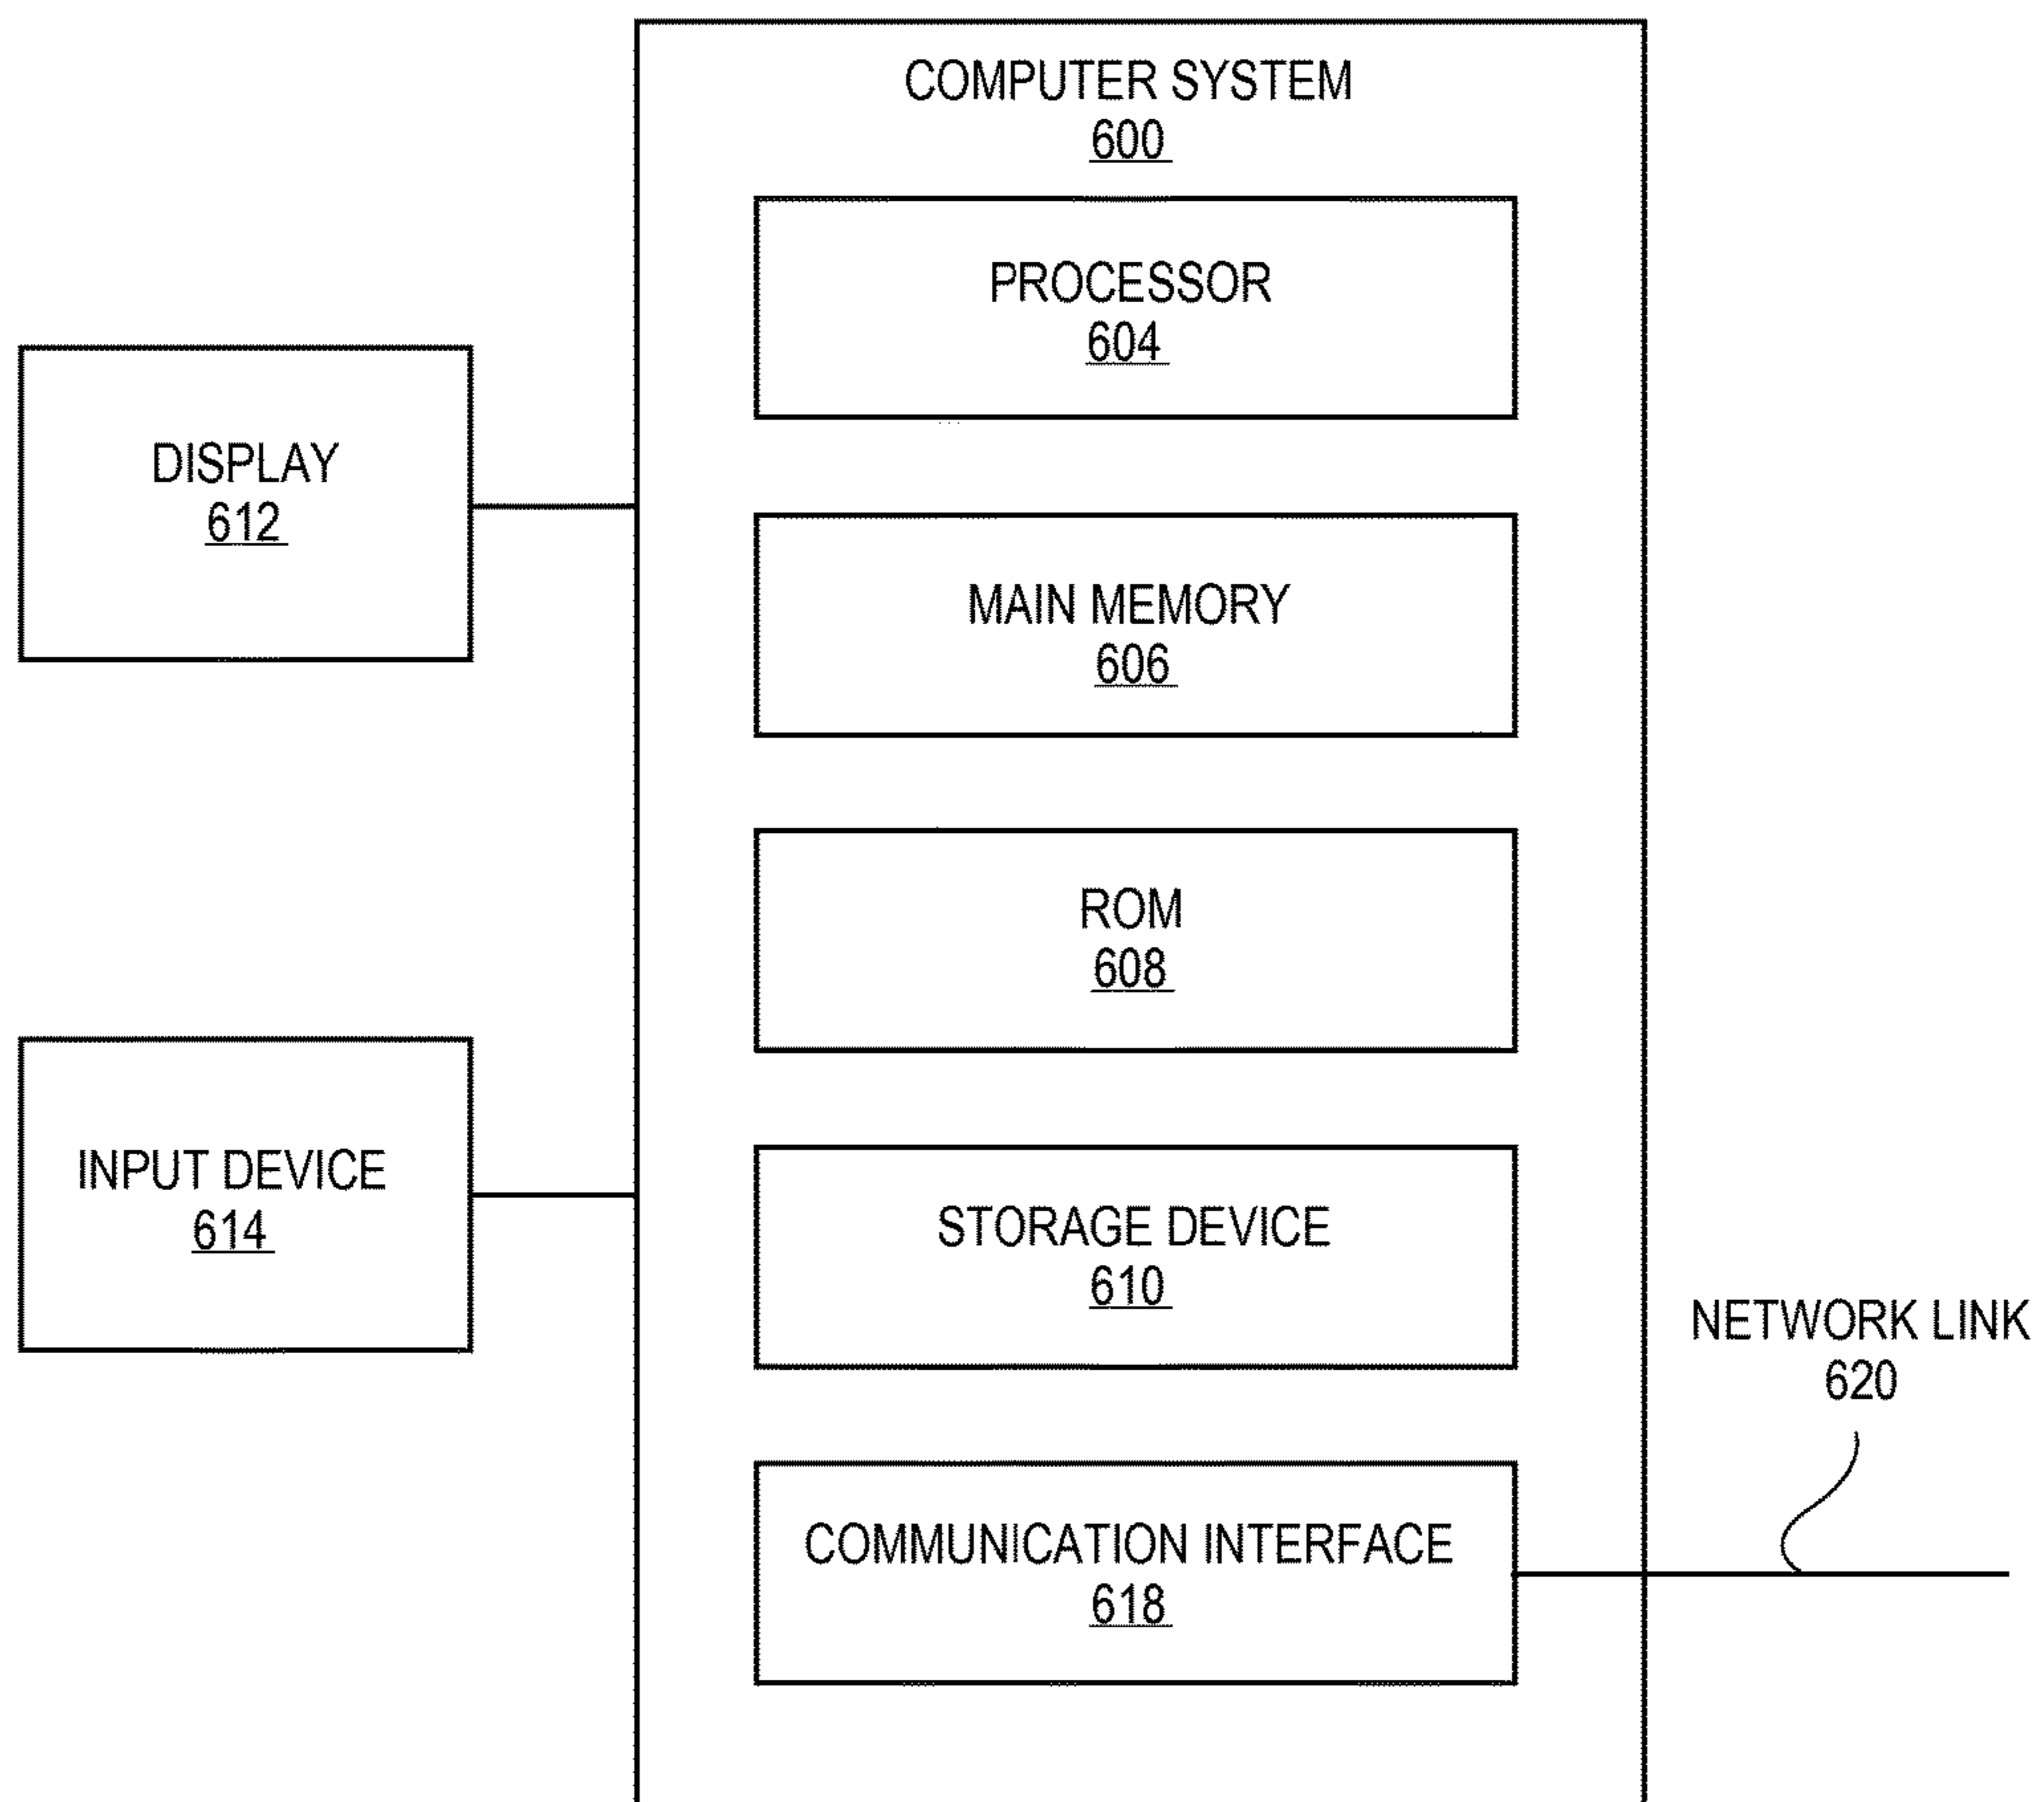 COMPUTER SYSTEM
600
PROCESSOR
604
DISPLAY
612
MAIN MEMORY
606
ROM
608
INPUT DEVICE
614
STORAGE DEVICE
610
NETWORK LINK
620
COMMUNICATION INTERFACE
618